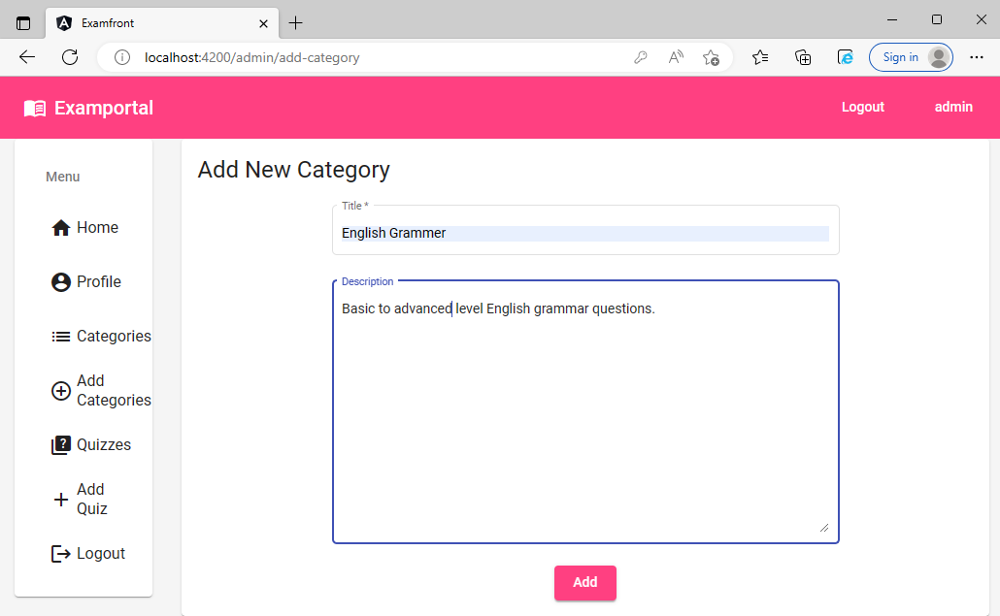 Examfront
localhost:4200/admin/add-category
Sign in
Examportal
Logout
admin
Menu
Home
Profile
Categories
Add
Categories
Quizzes
Add
Quiz
Logout
Add New Category
Title *
English Grammer
Description
Basic to advanced level English grammar questions.
Add